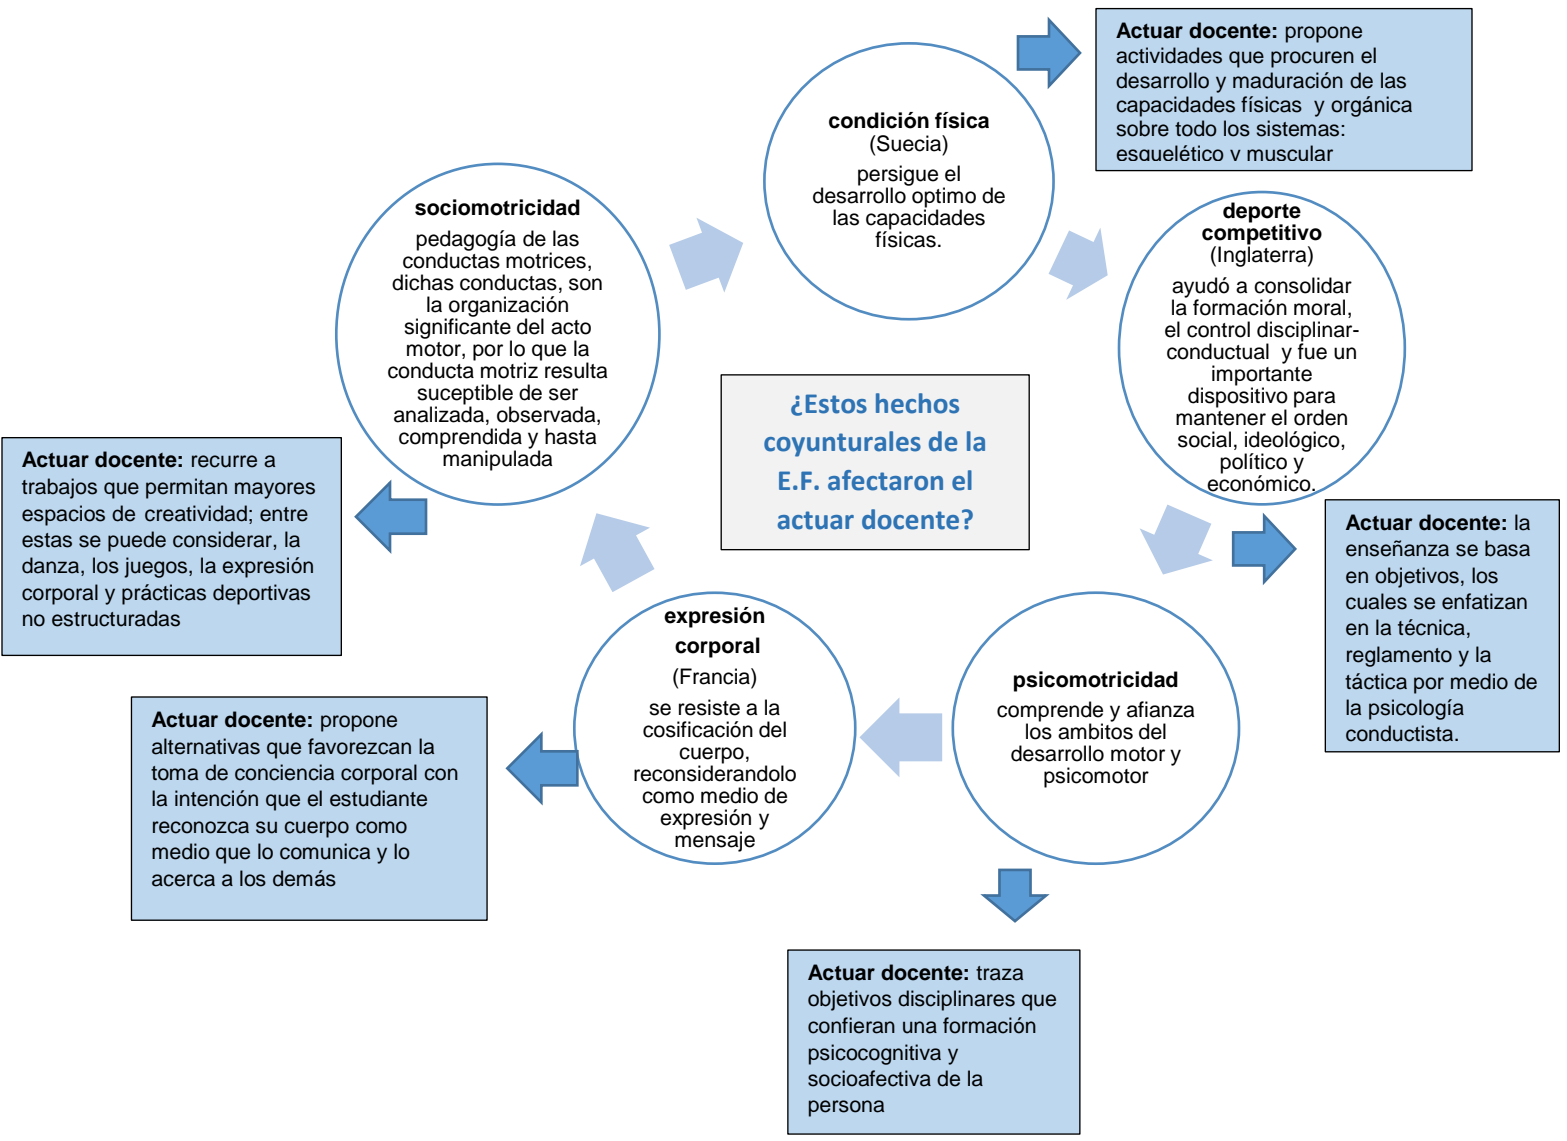 condición física
(Suecia)
persigue el
desarrollo optimo de
las capacidades
físicas.
Actuar docente: propone
actividades que procuren el
desarrollo y maduración de las
capacidades físicas y orgánica
sobre todo los sistemas:
esquelético y muscular
deporte
competitivo
(Inglaterra)
ayudó a consolidar
la formación moral,
el control disciplinar-
conductual y fue un
importante
dispositivo para
mantener el orden
social, ideológico,
político y
económico.
Actuar docente: la
enseñanza se basa
en objetivos, los
cuales se enfatizan
en la técnica,
reglamento y la
táctica por medio de
la psicología
conductista.
psicomotricidad
comprende y afianza
los ambitos del
desarrollo motor y
psicomotor
Actuar docente: traza
objetivos disciplinares que
confieran una formación
psicocognitiva y
socioafectiva de la
persona
expresión
corporal
(Francia)
se resiste a la
cosificación del
cuerpo,
reconsiderandolo
como medio de
expresión y
mensaje
Actuar docente: propone
alternativas que favorezcan la
toma de conciencia corporal con
la intención que el estudiante
reconozca su cuerpo como
medio que lo comunica y lo
acerca a los demás
sociomotricidad
pedagogía de las
conductas motrices,
dichas conductas, son
la organización
significante del acto
motor, por lo que la
conducta motriz resulta
suceptible de ser
analizada, observada,
comprendida y hasta
manipulada
Actuar docente: recurre a
trabajos que permitan mayores
espacios de creatividad; entre
estas se puede considerar, la
danza, los juegos, la expresión
corporal y prácticas deportivas
no estructuradas
¿Estos hechos
coyunturales de la
E.F. afectaron el
actuar docente?